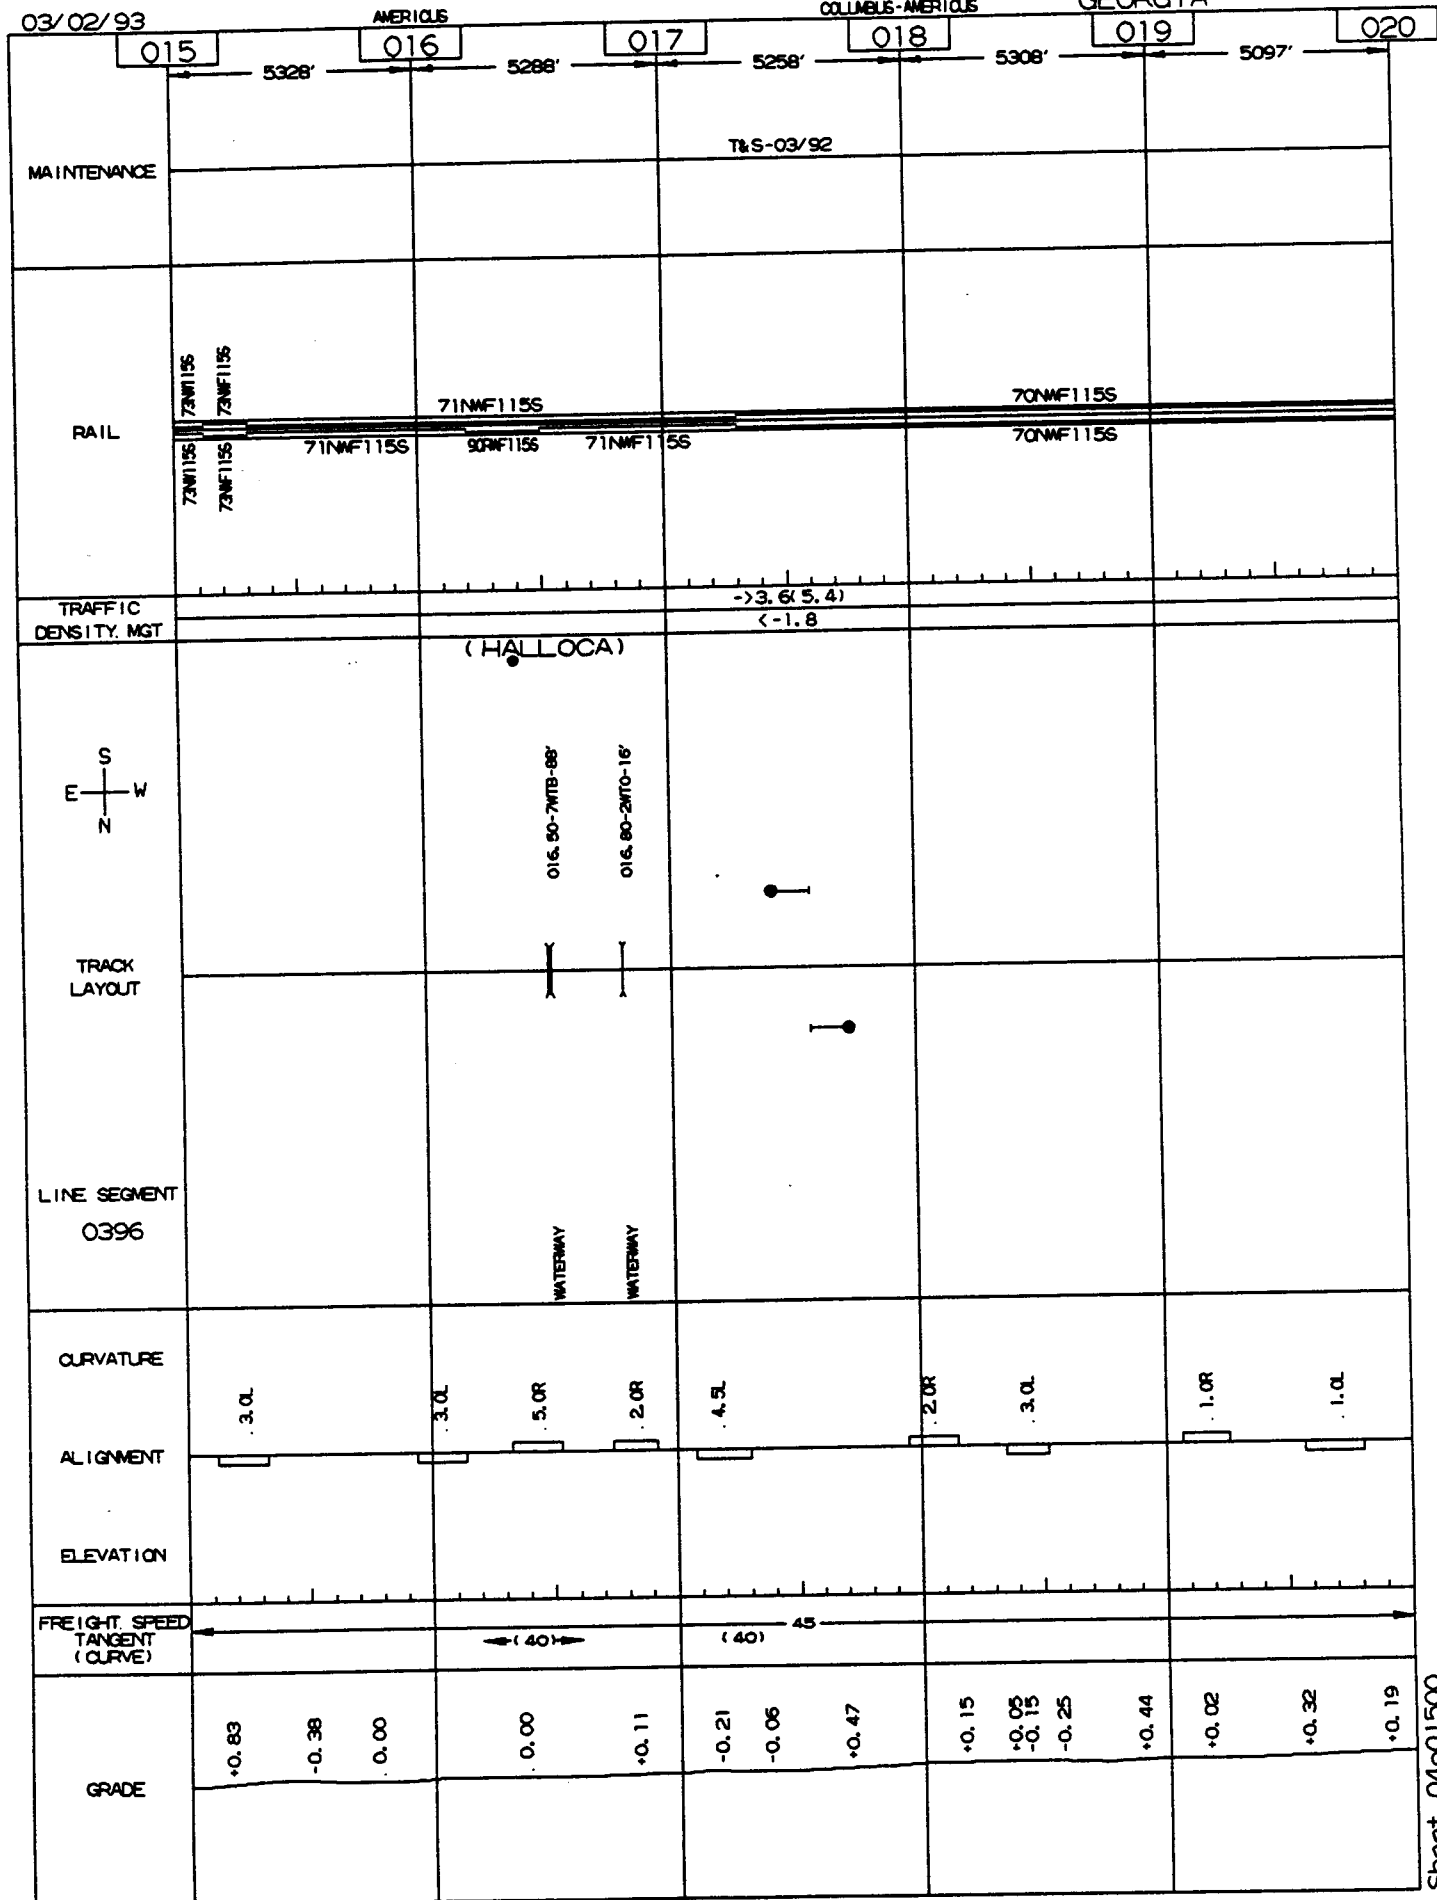 03/02/93
AMERICUS
COLUMBUS-AMERICUS
GEORGIA
015
016
017
018
019
020
5328'
5288'
5258'
5308'
5097'
MAINTENANCE
T&S-03/92
RAIL
73NW115S
73NWF115S
71NWF115S
70NWF115S
73NW115S
73NWF115S
71NWF115S
90RWF115S
71NWF115S
70NWF115S
TRAFFIC
DENSITY. MGT
->3.6(5.4)
<-1.8
(HALLOCA)
S
E W
N
016.50-7WTB-88'
016.80-2WTO-16'
TRACK
LAYOUT
LINE SEGMENT
0396
WATERWAY
WATERWAY
CURVATURE
3.0L
3.0L
5.0R
2.0R
4.5L
2.0R
3.0L
1.0R
1.0L
ALIGNMENT
ELEVATION
FREIGHT. SPEED
TANGENT
(CURVE)
45
(40)
(40)
GRADE
+0.83
-0.38
0.00
0.00
+0.11
-0.21
-0.06
+0.47
+0.15
+0.05
-0.15
-0.25
+0.44
+0.02
+0.32
+0.19